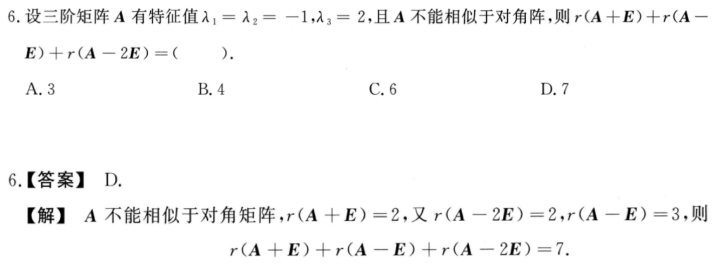 6.设三阶矩阵 A 有特征值 λ₁ = λ₂ = －1,λ₃ = 2,且 A 不能相似于对角阵,则 r(A＋E)＋r(A－
E)＋r(A－2E)＝(      ).
A. 3    B. 4    C. 6    D. 7
6.【答案】 D.
【解】 A 不能相似于对角矩阵,r(A＋E)＝2,又 r(A－2E)＝2,r(A－E)＝3,则
r(A＋E)＋r(A－E)＋r(A－2E)＝7.